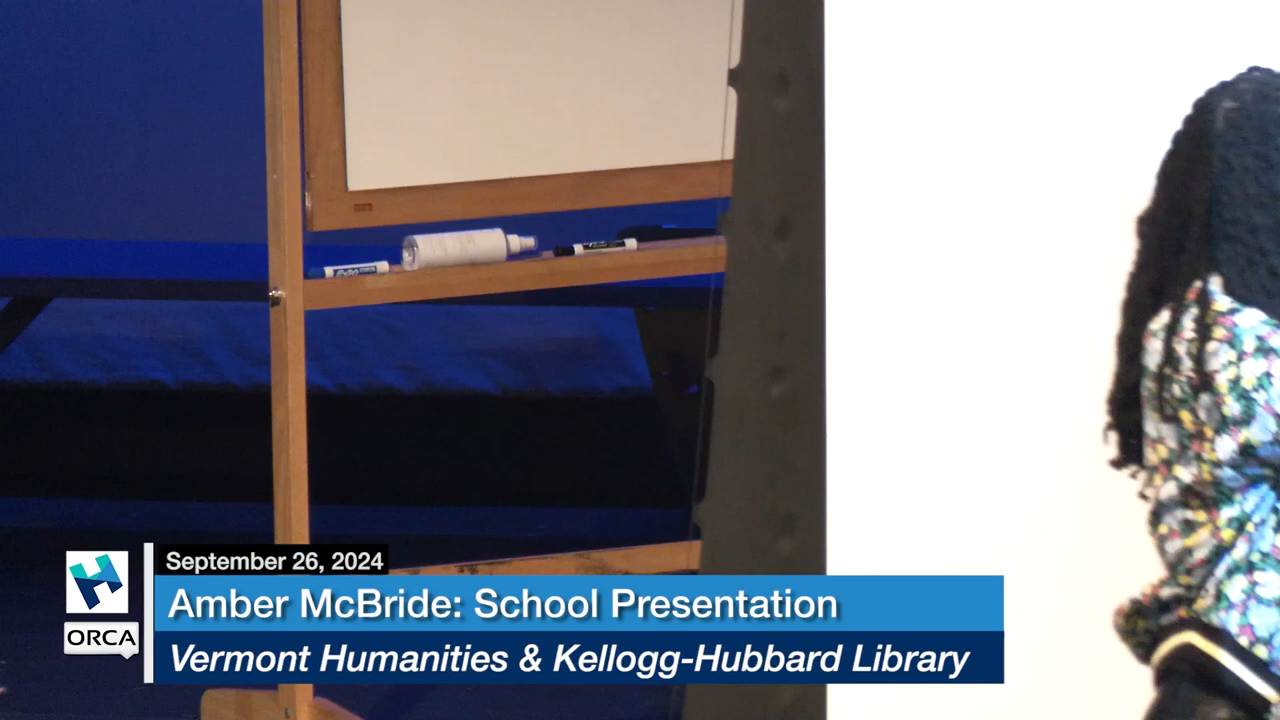 September 26, 2024
Amber McBride: School Presentation
ORCA
Vermont Humanities & Kellogg-Hubbard Library